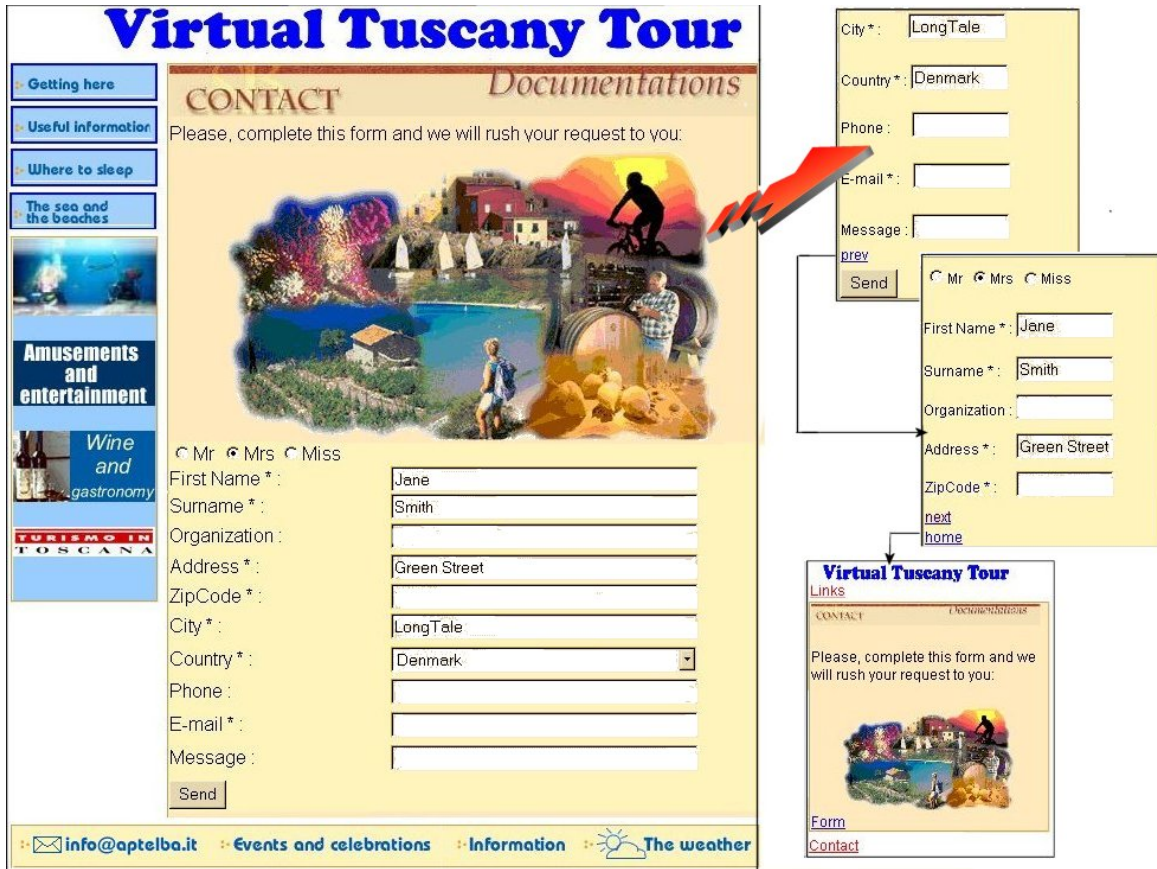 Virtual Tuscany Tour
Getting here
Useful information
Where to sleep
The sea and
the beaches
Amusements
and
entertainment
Wine
and
gastronomy
TURISMO IN
TOSCANA
CONTACT
Documentations
Please, complete this form and we will rush your request to you:
Mr Mrs Miss
First Name * : Jane
Surname * : Smith
Organization :
Address * : Green Street
ZipCode * :
City * : LongTale
Country * : Denmark
Phone :
E-mail * :
Message :
Send
info@aptelba.it Events and celebrations Information The weather
City * : LongTale
Country * : Denmark
Phone :
E-mail * :
Message :
prev
Send
Mr Mrs Miss
First Name * : Jane
Surname * : Smith
Organization :
Address * : Green Street
ZipCode * :
next
home
Virtual Tuscany Tour
Links
CONTACT
Documentations
Please, complete this form and we
will rush your request to you:
Form
Contact